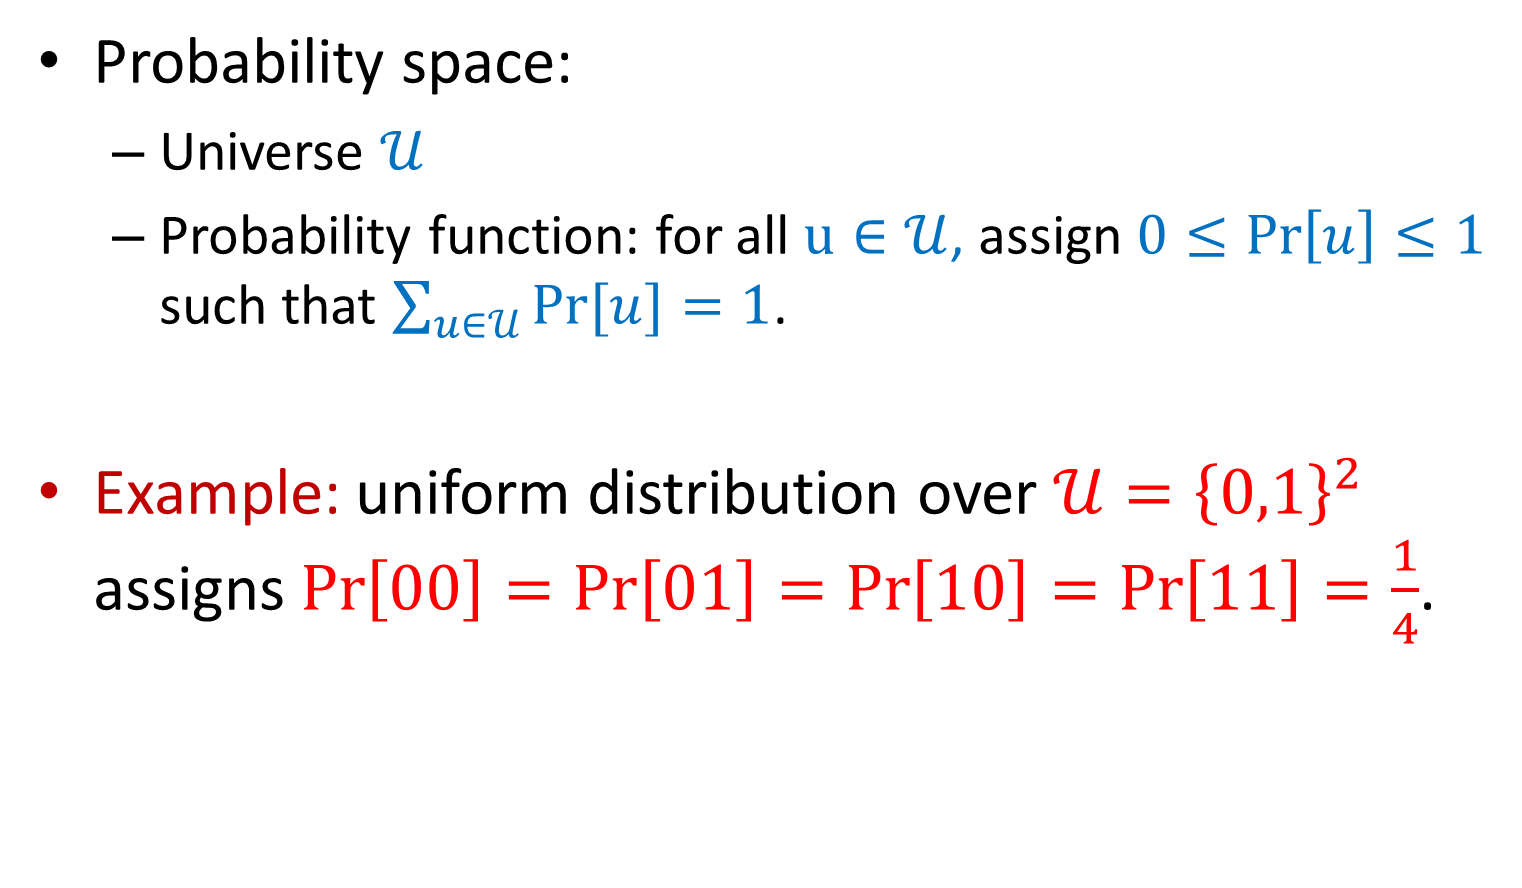 • Probability space:
– Universe 𝒰
– Probability function: for all u ∈ 𝒰, assign 0 ≤ Pr[𝑢] ≤ 1
such that ∑_{𝑢∈𝒰} Pr[𝑢] = 1.
• Example: uniform distribution over 𝒰 = {0,1}²
assigns Pr[00] = Pr[01] = Pr[10] = Pr[11] = 1/4.